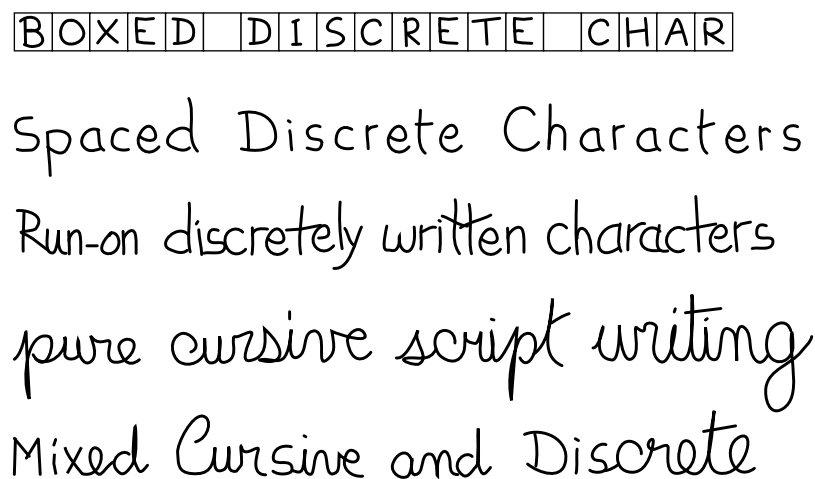 BOXED DISCRETE CHAR
Spaced Discrete Characters
Run-on discretely written characters
pure cursive script writing
Mixed Cursive and Discrete